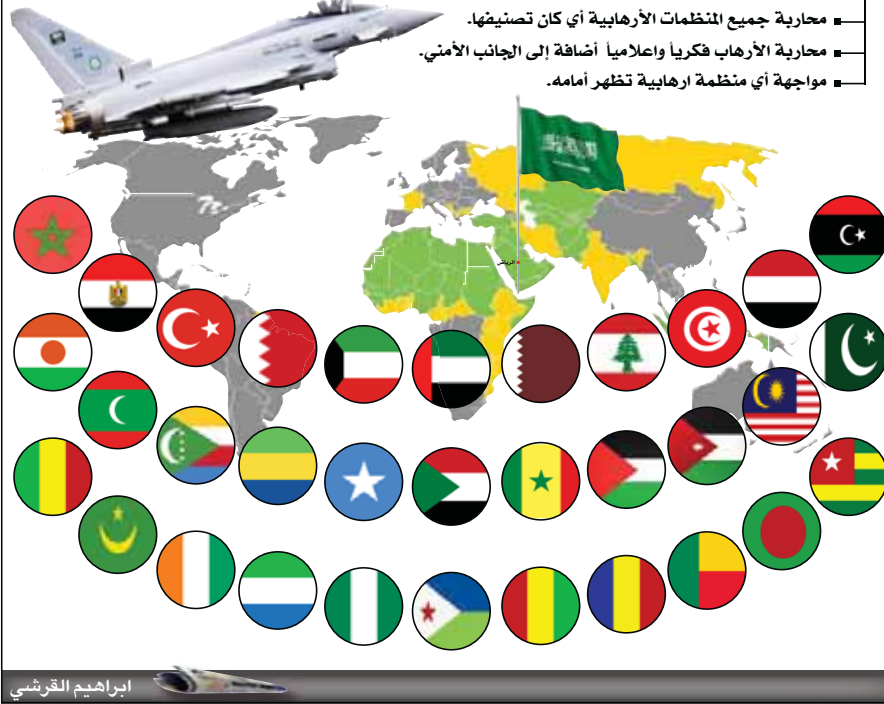 محاربة جميع المنظمات الأرهابية أي كان تصنيفها.
محاربة الأرهاب فكرياً واعلامياً أضافة إلى الجانب الأمني.
مواجهة أي منظمة ارهابية تظهر أمامه.
الرياض
ابراهيم القرشي